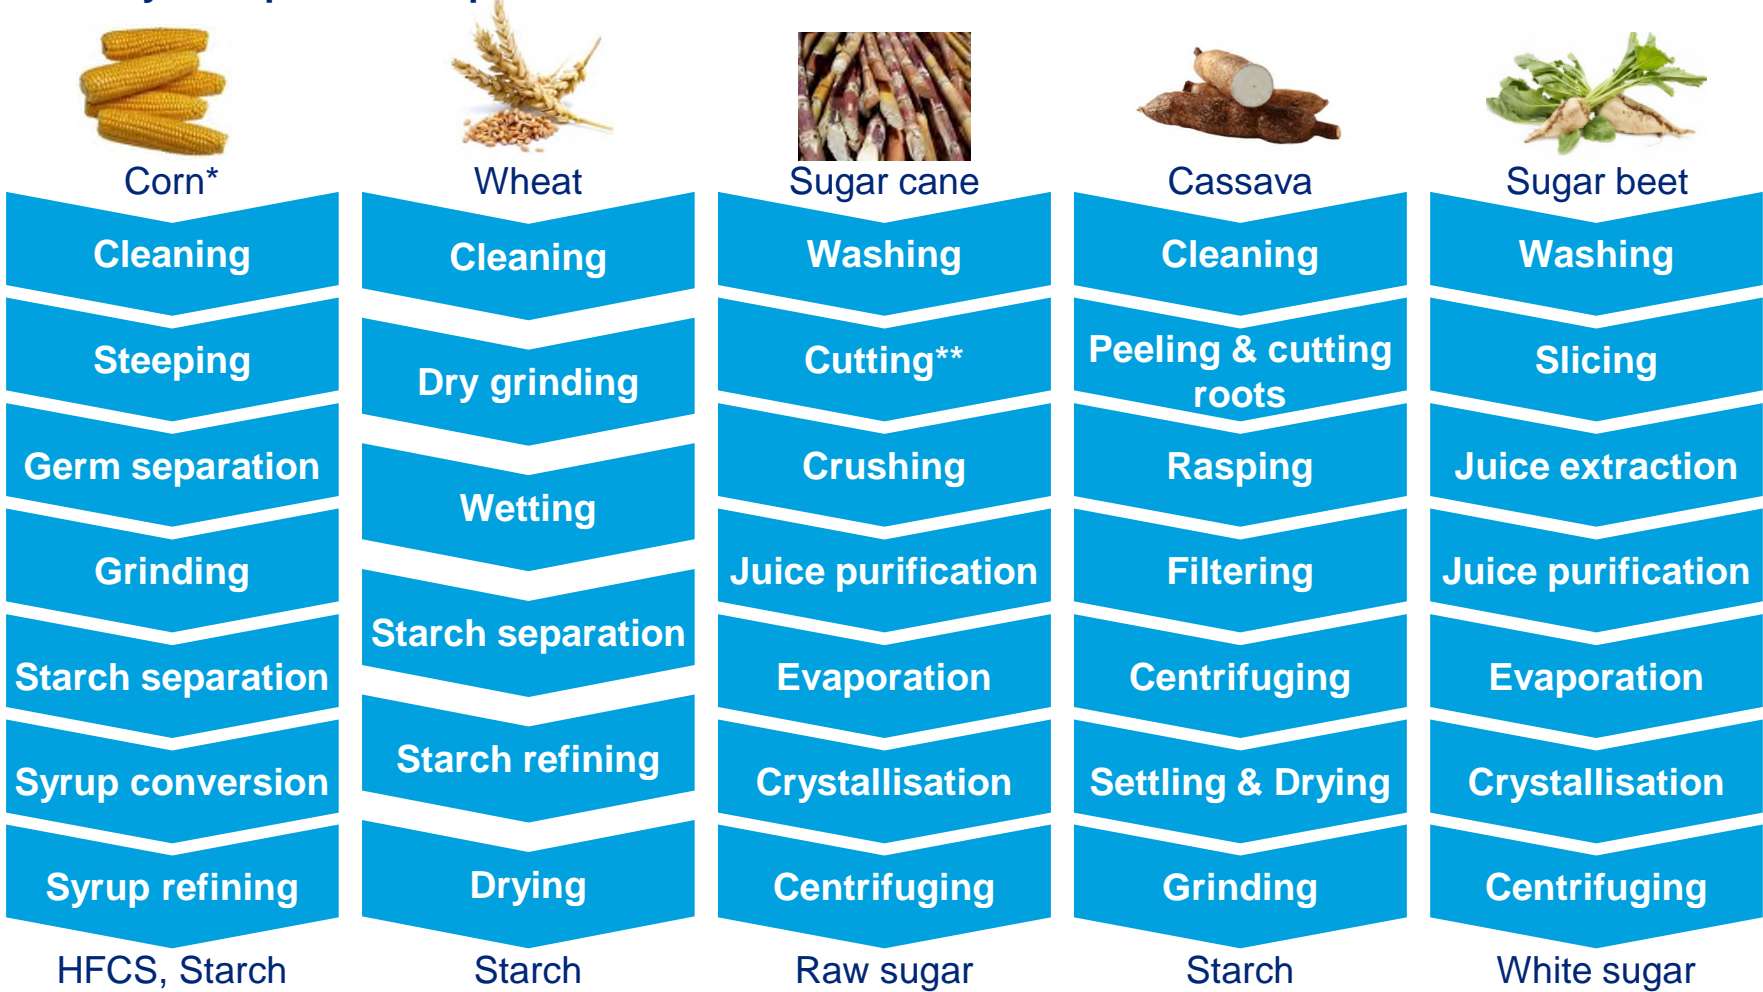 Corn*
Cleaning
Steeping
Germ separation
Grinding
Starch separation
Syrup conversion
Syrup refining
HFCS, Starch
Wheat
Cleaning
Dry grinding
Wetting
Starch separation
Starch refining
Drying
Starch
Sugar cane
Washing
Cutting**
Crushing
Juice purification
Evaporation
Crystallisation
Centrifuging
Raw sugar
Cassava
Cleaning
Peeling & cutting
roots
Rasping
Filtering
Centrifuging
Settling & Drying
Grinding
Starch
Sugar beet
Washing
Slicing
Juice extraction
Juice purification
Evaporation
Crystallisation
Centrifuging
White sugar